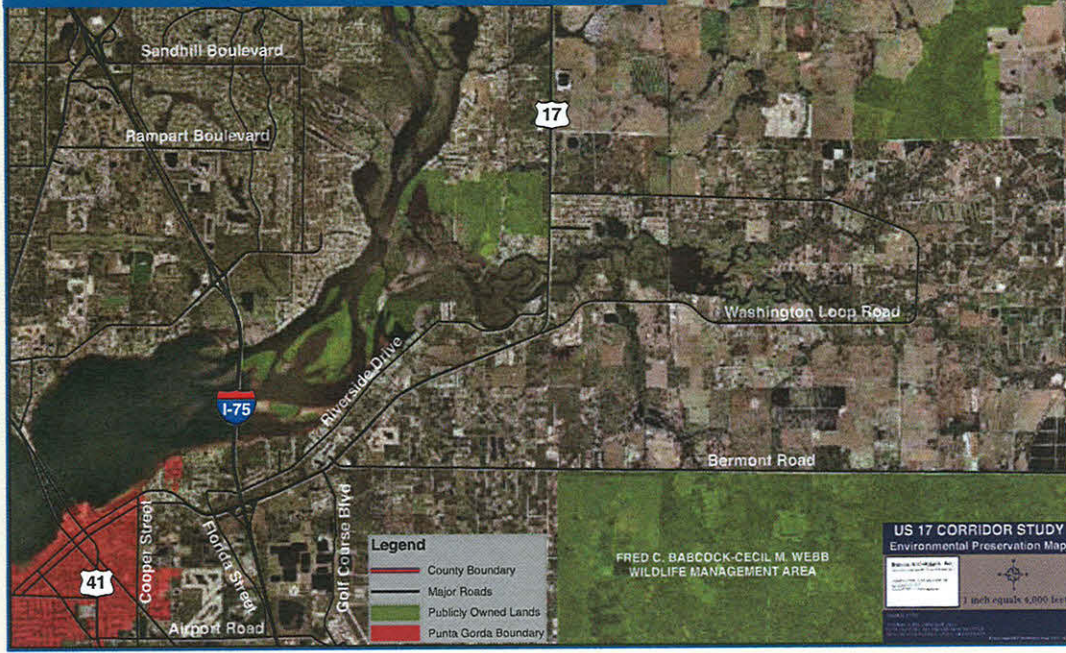 Sandhill Boulevard
17
Rampart Boulevard
Washington Loop Road
Riverside Drive
I-75
Bermont Road
Cooper Street
Florida Street
Golf Coarse Blvd
41
Airport Road
Legend
County Boundary
Major Roads
Publicly Owned Lands
Punta Gorda Boundary
FRED C. BABCOCK-CECIL M. WEBB
WILDLIFE MANAGEMENT AREA
US 17 CORRIDOR STUDY
Environmental Preservation Map
1 inch equals 4,000 feet